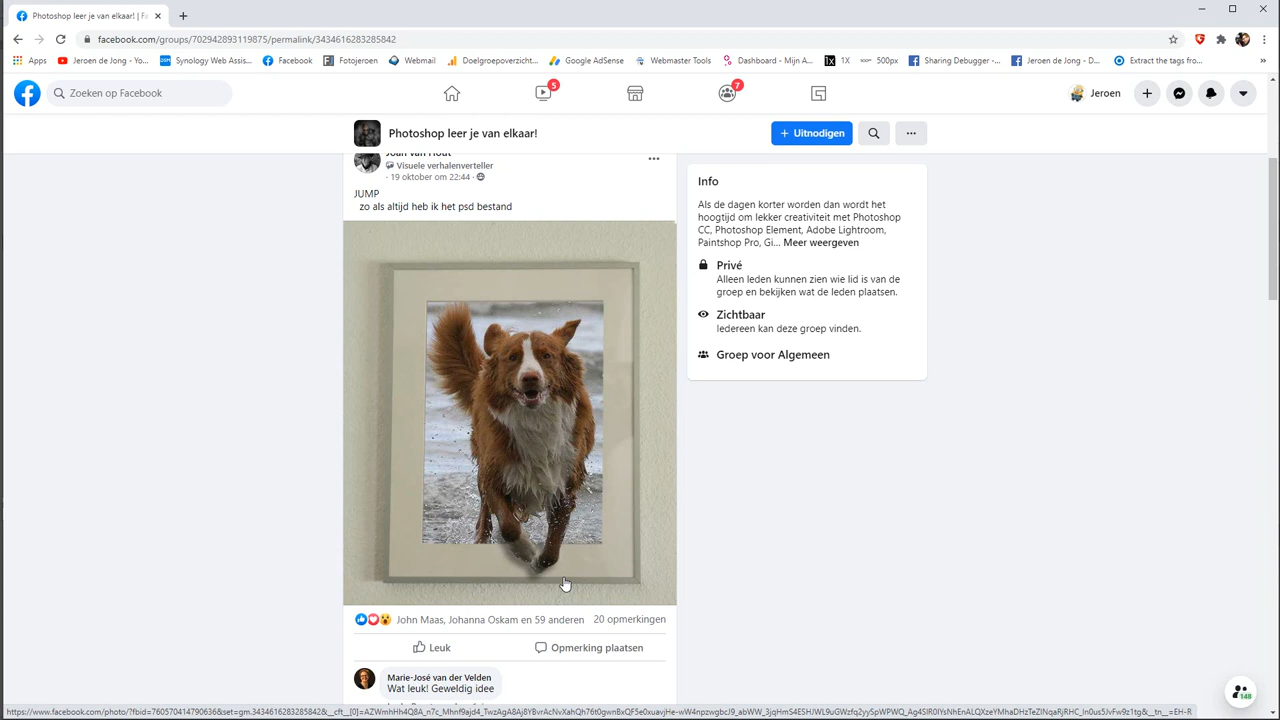 Photoshop leer je van elkaar! | Fa
facebook.com/groups/702942893119875/permalink/3434616283285842
Apps
Jeroen de Jong - Yo...
Synology Web Assis...
Facebook
Fotojeroen
Webmail
Doelgroepoverzicht...
Google AdSense
Webmaster Tools
Dashboard - Mijn A...
1x 1X
500px
Sharing Debugger -...
Jeroen de Jong - D...
Extract the tags fro...
»
Zoeken op Facebook
5
7
Jeroen
Photoshop leer je van elkaar!
+ Uitnodigen
Visuele verhalenverteller
· 19 oktober om 22:44 ·
JUMP
zo als altijd heb ik het psd bestand
Info
Als de dagen korter worden dan wordt het
hoogtijd om lekker creativiteit met Photoshop
CC, Photoshop Element, Adobe Lightroom,
Paintshop Pro, Gi... Meer weergeven
Privé
Alleen leden kunnen zien wie lid is van de
groep en bekijken wat de leden plaatsen.
Zichtbaar
Iedereen kan deze groep vinden.
Groep voor Algemeen
John Maas, Johanna Oskam en 59 anderen
20 opmerkingen
Leuk
Opmerking plaatsen
Marie-José van der Velden
Wat leuk! Geweldig idee
148